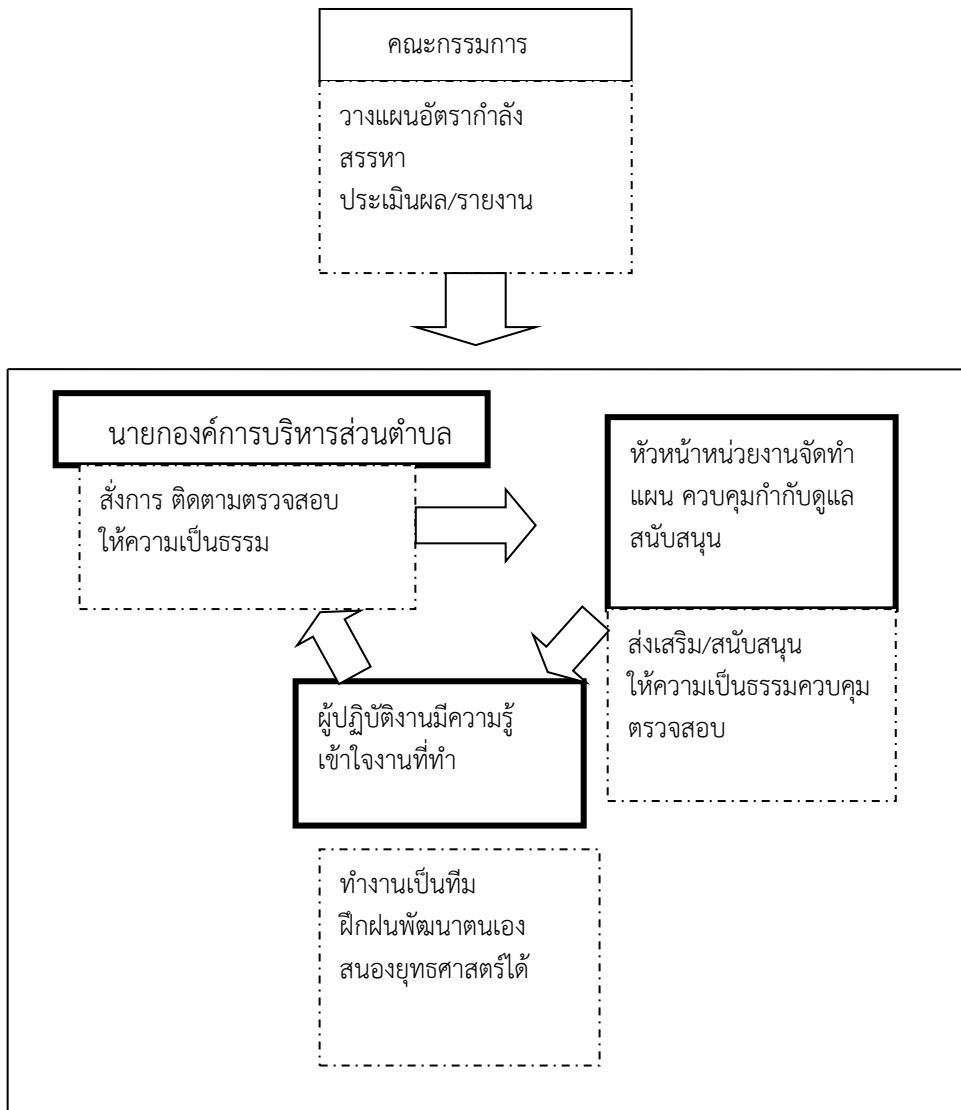 คณะกรรมการ
วางแผนอัตรากำลัง
สรรหา
ประเมินผล/รายงาน
นายกองค์การบริหารส่วนตำบล
สั่งการ ติดตามตรวจสอบ
ให้ความเป็นธรรม
หัวหน้าหน่วยงานจัดทำ
แผน ควบคุมกำกับดูแล
สนับสนุน
ส่งเสริม/สนับสนุน
ให้ความเป็นธรรมควบคุม
ตรวจสอบ
ผู้ปฏิบัติงานมีความรู้
เข้าใจงานที่ทำ
ทำงานเป็นทีม
ฝึกฝนพัฒนาตนเอง
สนองยุทธศาสตร์ได้